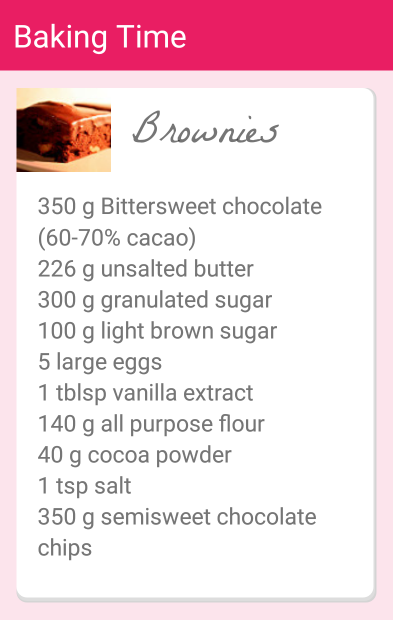 Baking Time
Brownies
350 g Bittersweet chocolate
(60-70% cacao)
226 g unsalted butter
300 g granulated sugar
100 g light brown sugar
5 large eggs
1 tblsp vanilla extract
140 g all purpose flour
40 g cocoa powder
1 tsp salt
350 g semisweet chocolate
chips